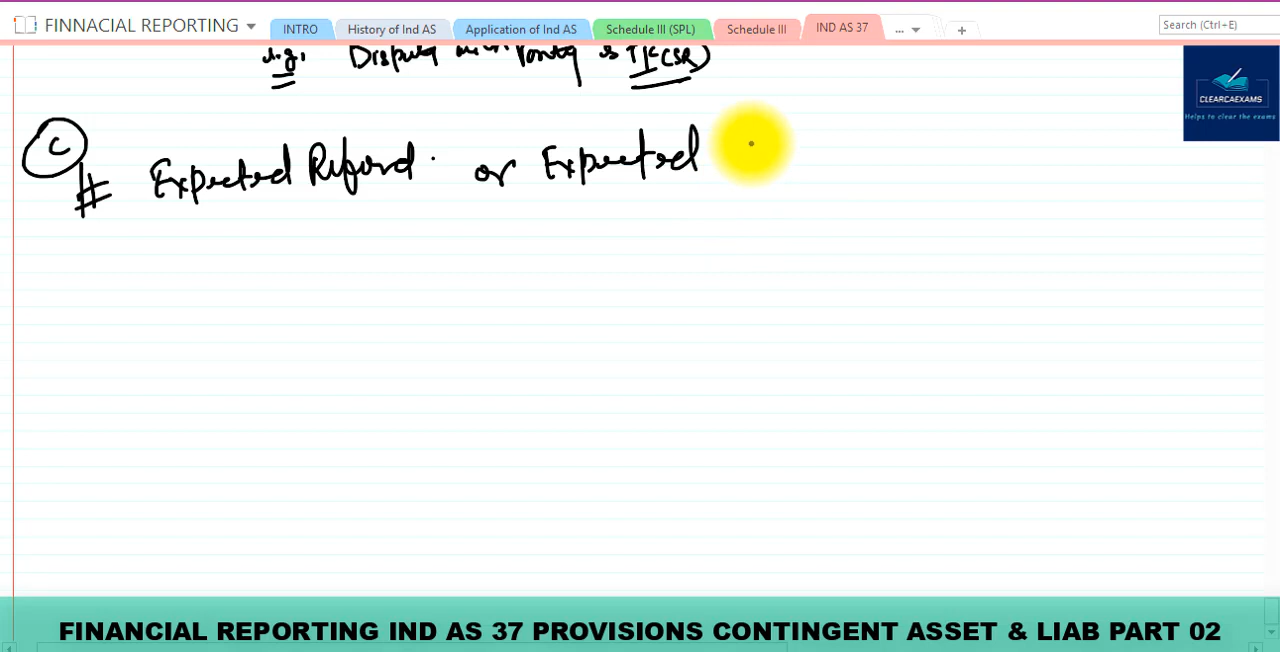 FINNACIAL REPORTING
INTRO
History of Ind AS
Application of Ind AS
Schedule III (SPL)
Schedule III
IND AS 37
...
+
Search (Ctrl+E)
e.g.
CLEARCAEXAMS
Helps to clear the exams
C
# Expected Refund. or Expected
FINANCIAL REPORTING IND AS 37 PROVISIONS CONTINGENT ASSET & LIAB PART 02